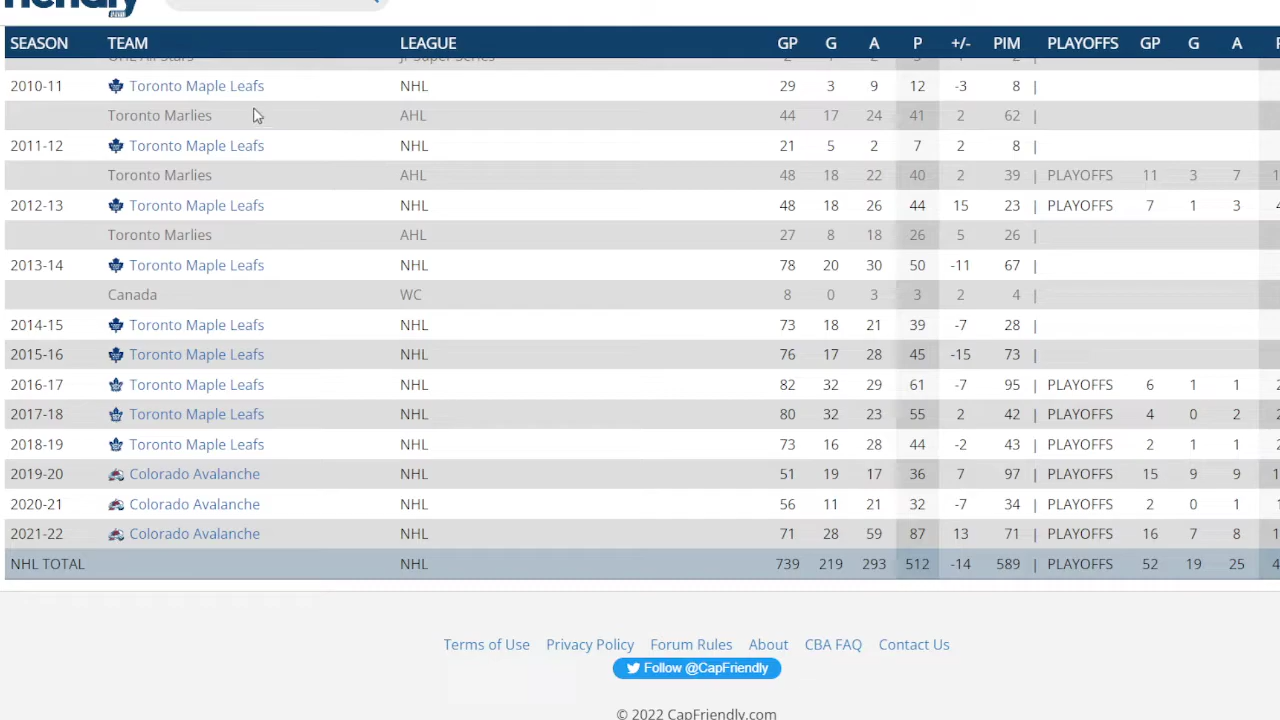 SEASON TEAM LEAGUE GP G A P +/- PIM PLAYOFFS GP G A
2010-11 Toronto Maple Leafs NHL 29 3 9 12 -3 8 |
Toronto Marlies AHL 44 17 24 41 2 62 |
2011-12 Toronto Maple Leafs NHL 21 5 2 7 2 8 |
Toronto Marlies AHL 48 18 22 40 2 39 | PLAYOFFS 11 3 7
2012-13 Toronto Maple Leafs NHL 48 18 26 44 15 23 | PLAYOFFS 7 1 3
Toronto Marlies AHL 27 8 18 26 5 26 |
2013-14 Toronto Maple Leafs NHL 78 20 30 50 -11 67 |
Canada WC 8 0 3 3 2 4 |
2014-15 Toronto Maple Leafs NHL 73 18 21 39 -7 28 |
2015-16 Toronto Maple Leafs NHL 76 17 28 45 -15 73 |
2016-17 Toronto Maple Leafs NHL 82 32 29 61 -7 95 | PLAYOFFS 6 1 1
2017-18 Toronto Maple Leafs NHL 80 32 23 55 2 42 | PLAYOFFS 4 0 2
2018-19 Toronto Maple Leafs NHL 73 16 28 44 -2 43 | PLAYOFFS 2 1 1
2019-20 Colorado Avalanche NHL 51 19 17 36 7 97 | PLAYOFFS 15 9 9
2020-21 Colorado Avalanche NHL 56 11 21 32 -7 34 | PLAYOFFS 2 0 1
2021-22 Colorado Avalanche NHL 71 28 59 87 13 71 | PLAYOFFS 16 7 8
NHL TOTAL NHL 739 219 293 512 -14 589 | PLAYOFFS 52 19 25
Terms of Use Privacy Policy Forum Rules About CBA FAQ Contact Us
Follow @CapFriendly
© 2022 CapFriendly.com